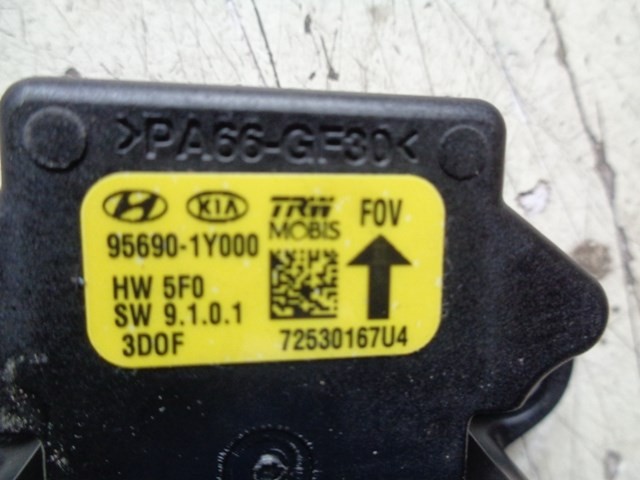 >PA66-GF30<
KIA TRW FOV
MOBIS
95690-1Y000
HW 5F0
SW 9.1.0.1
3DOF 72530167U4